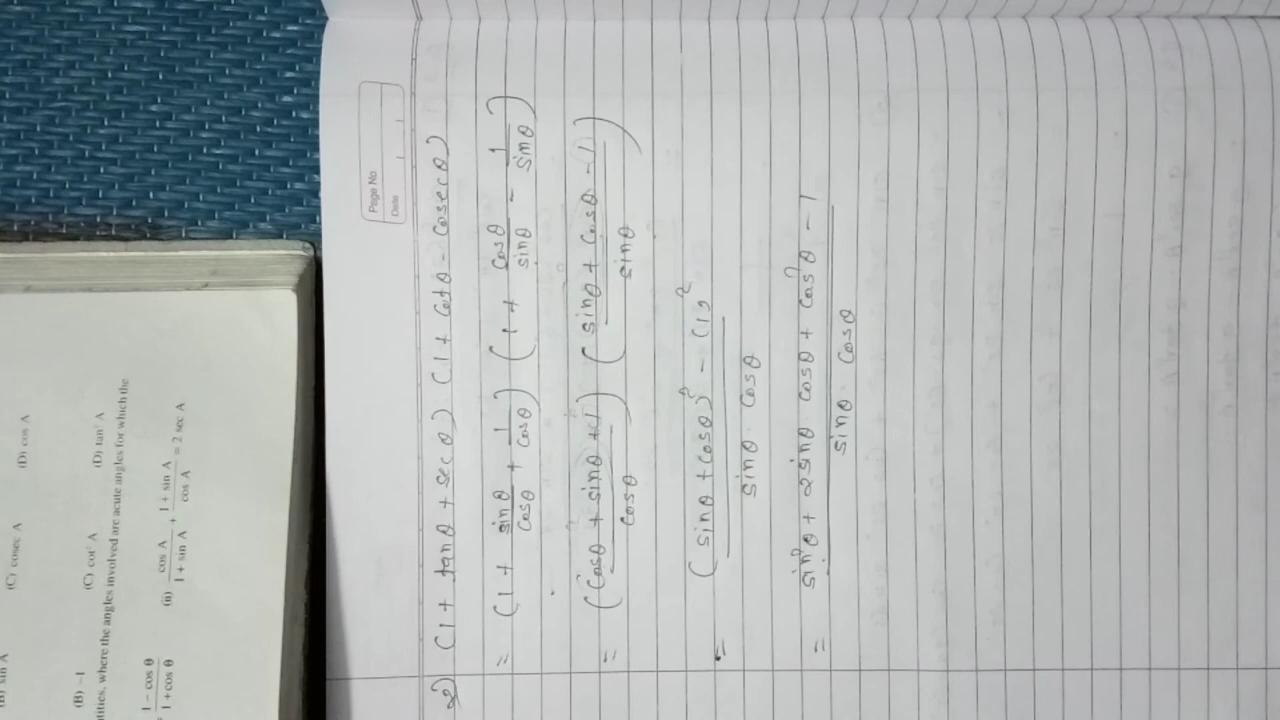 Page No
Date
2) (1 + tanθ + sec θ) (1 + cotθ - cosecθ)
= (1 + sinθ/cosθ + 1/cosθ) (1 + cosθ/sinθ - 1/sinθ)
= ((cosθ + sinθ + 1)/cosθ) ((sinθ + cosθ - 1)/sinθ)
= ((sinθ + cosθ)² - (1)²)/(sinθ · cosθ)
= (sin²θ + 2sinθ cosθ + cos²θ - 1)/(sinθ · cosθ)
(B) sin A (C) cosec A (D) cos A
(B) -1 (C) cot² A (D) tan² A
where the angles involved are acute angles for which the
1 - cos θ / 1 + cos θ (ii) cos A / 1 + sin A + 1 + sin A / cos A = 2 sec A